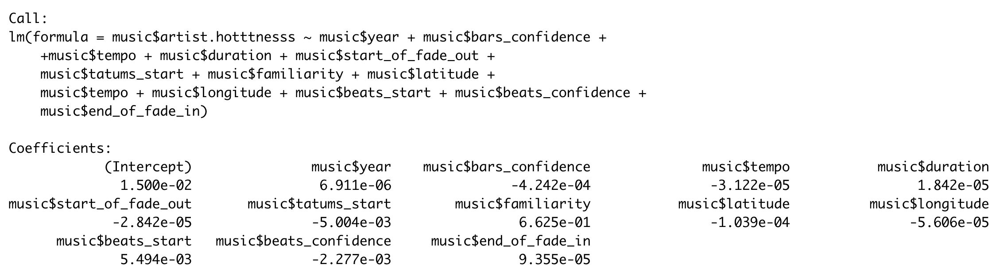 Call:
lm(formula = music$artist.hotttnesss ~ music$year + music$bars_confidence +
    +music$tempo + music$duration + music$start_of_fade_out +
    music$tatums_start + music$familiarity + music$latitude +
    music$tempo + music$longitude + music$beats_start + music$beats_confidence +
    music$end_of_fade_in)

Coefficients:
            (Intercept)               music$year    music$bars_confidence              music$tempo           music$duration
              1.500e-02                6.911e-06               -4.242e-04               -3.122e-05                1.842e-05
music$start_of_fade_out       music$tatums_start        music$familiarity           music$latitude          music$longitude
             -2.842e-05               -5.004e-03                6.625e-01               -1.039e-04               -5.606e-05
      music$beats_start   music$beats_confidence     music$end_of_fade_in
              5.494e-03               -2.277e-03                9.355e-05